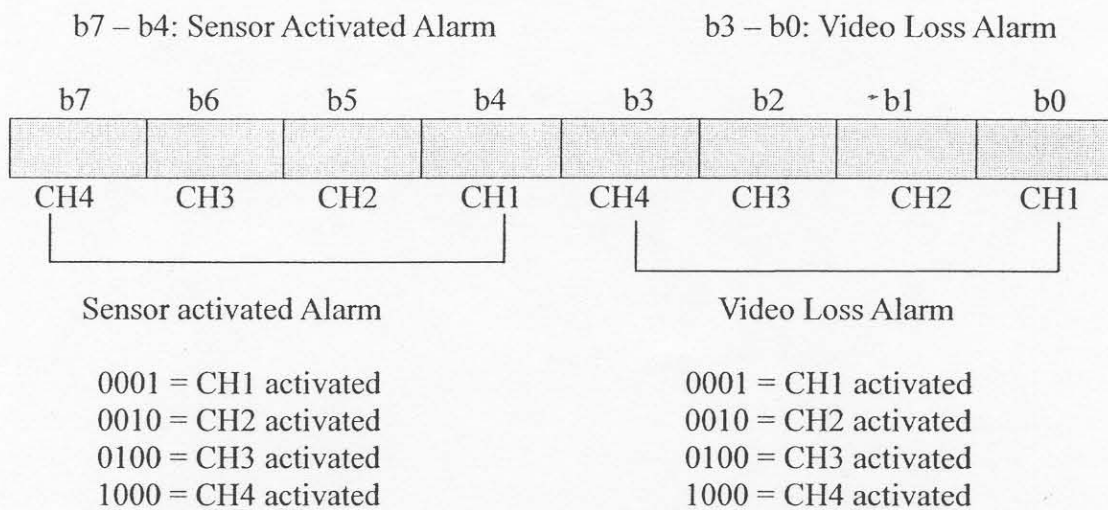 b7 – b4: Sensor Activated Alarm b3 – b0: Video Loss Alarm
b7 b6 b5 b4 b3 b2 b1 b0
CH4 CH3 CH2 CH1 CH4 CH3 CH2 CH1
Sensor activated Alarm Video Loss Alarm
0001 = CH1 activated 0001 = CH1 activated
0010 = CH2 activated 0010 = CH2 activated
0100 = CH3 activated 0100 = CH3 activated
1000 = CH4 activated 1000 = CH4 activated